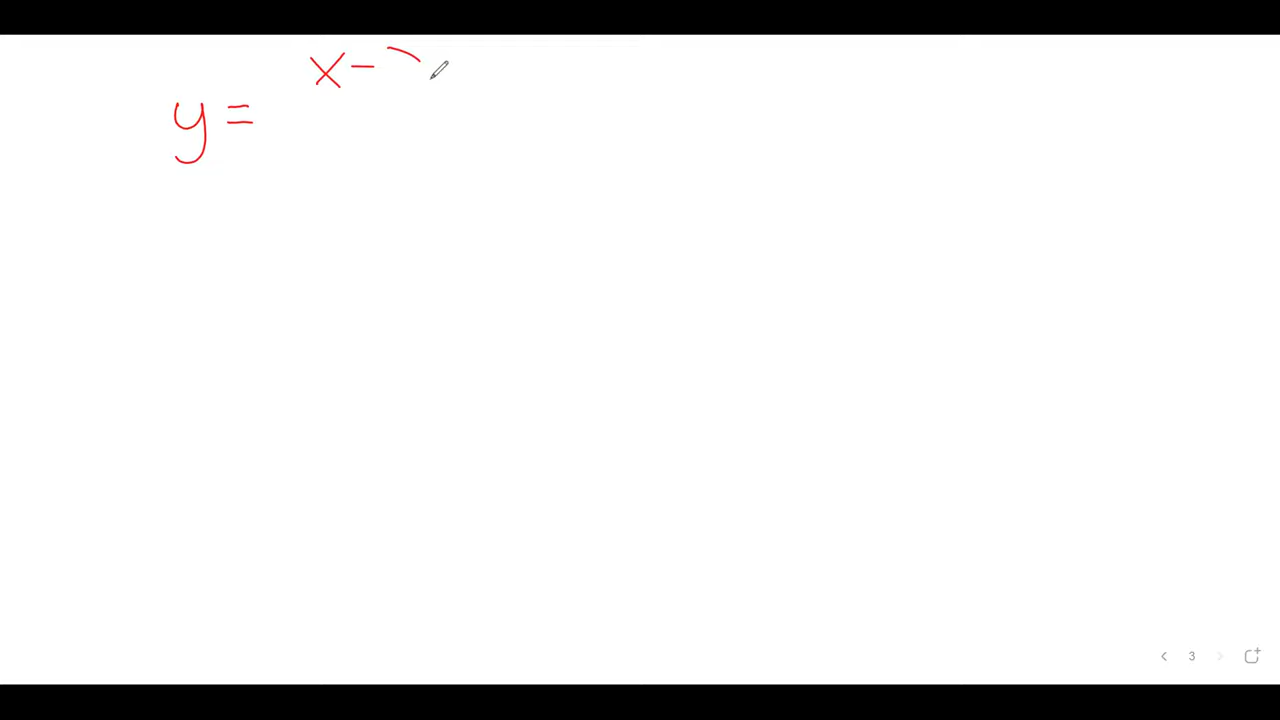 y = x -
3